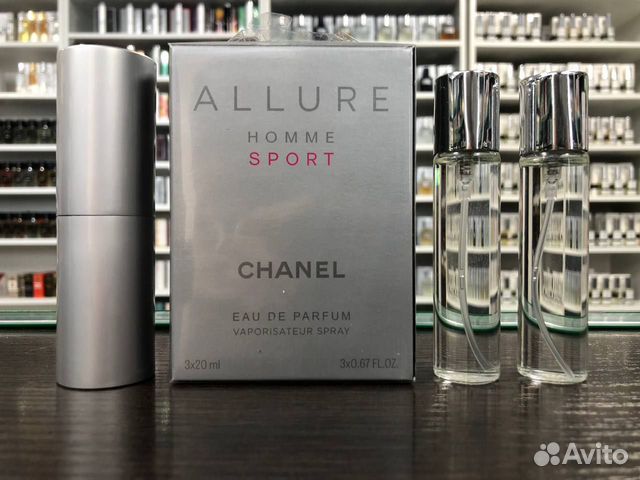 ALLURE
HOMME
SPORT
CHANEL
EAU DE PARFUM
VAPORISATEUR SPRAY
3x20 ml 3x0.67 FL.OZ.
Avito